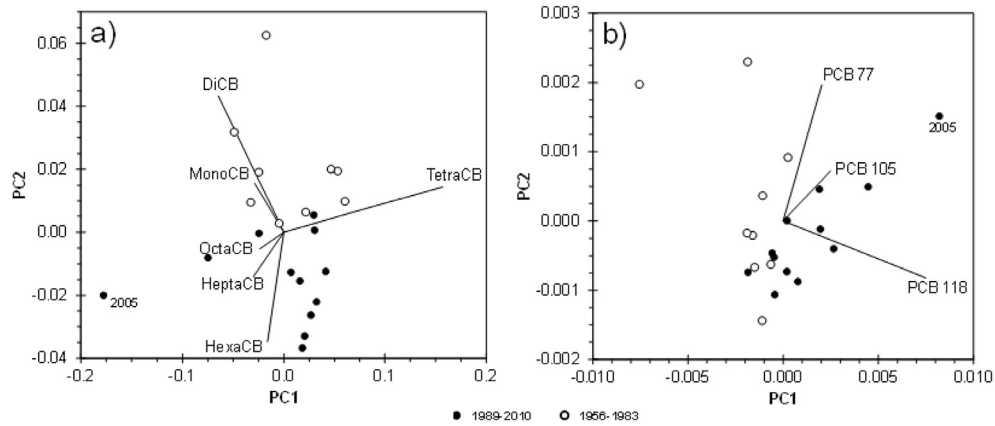 a)
0.06
0.04
0.02
0.00
-0.02
-0.04
PC2
DiCB
MonoCB
TetraCB
OctaCB
HeptaCB
HexaCB
2005
-0.2
-0.1
0.0
0.1
0.2
PC1
b)
0.003
0.002
0.001
0.000
-0.001
-0.002
PC2
PCB 77
PCB 105
PCB 118
2005
-0.010
-0.005
0.000
0.005
0.010
PC1
1989-2010
1956-1983